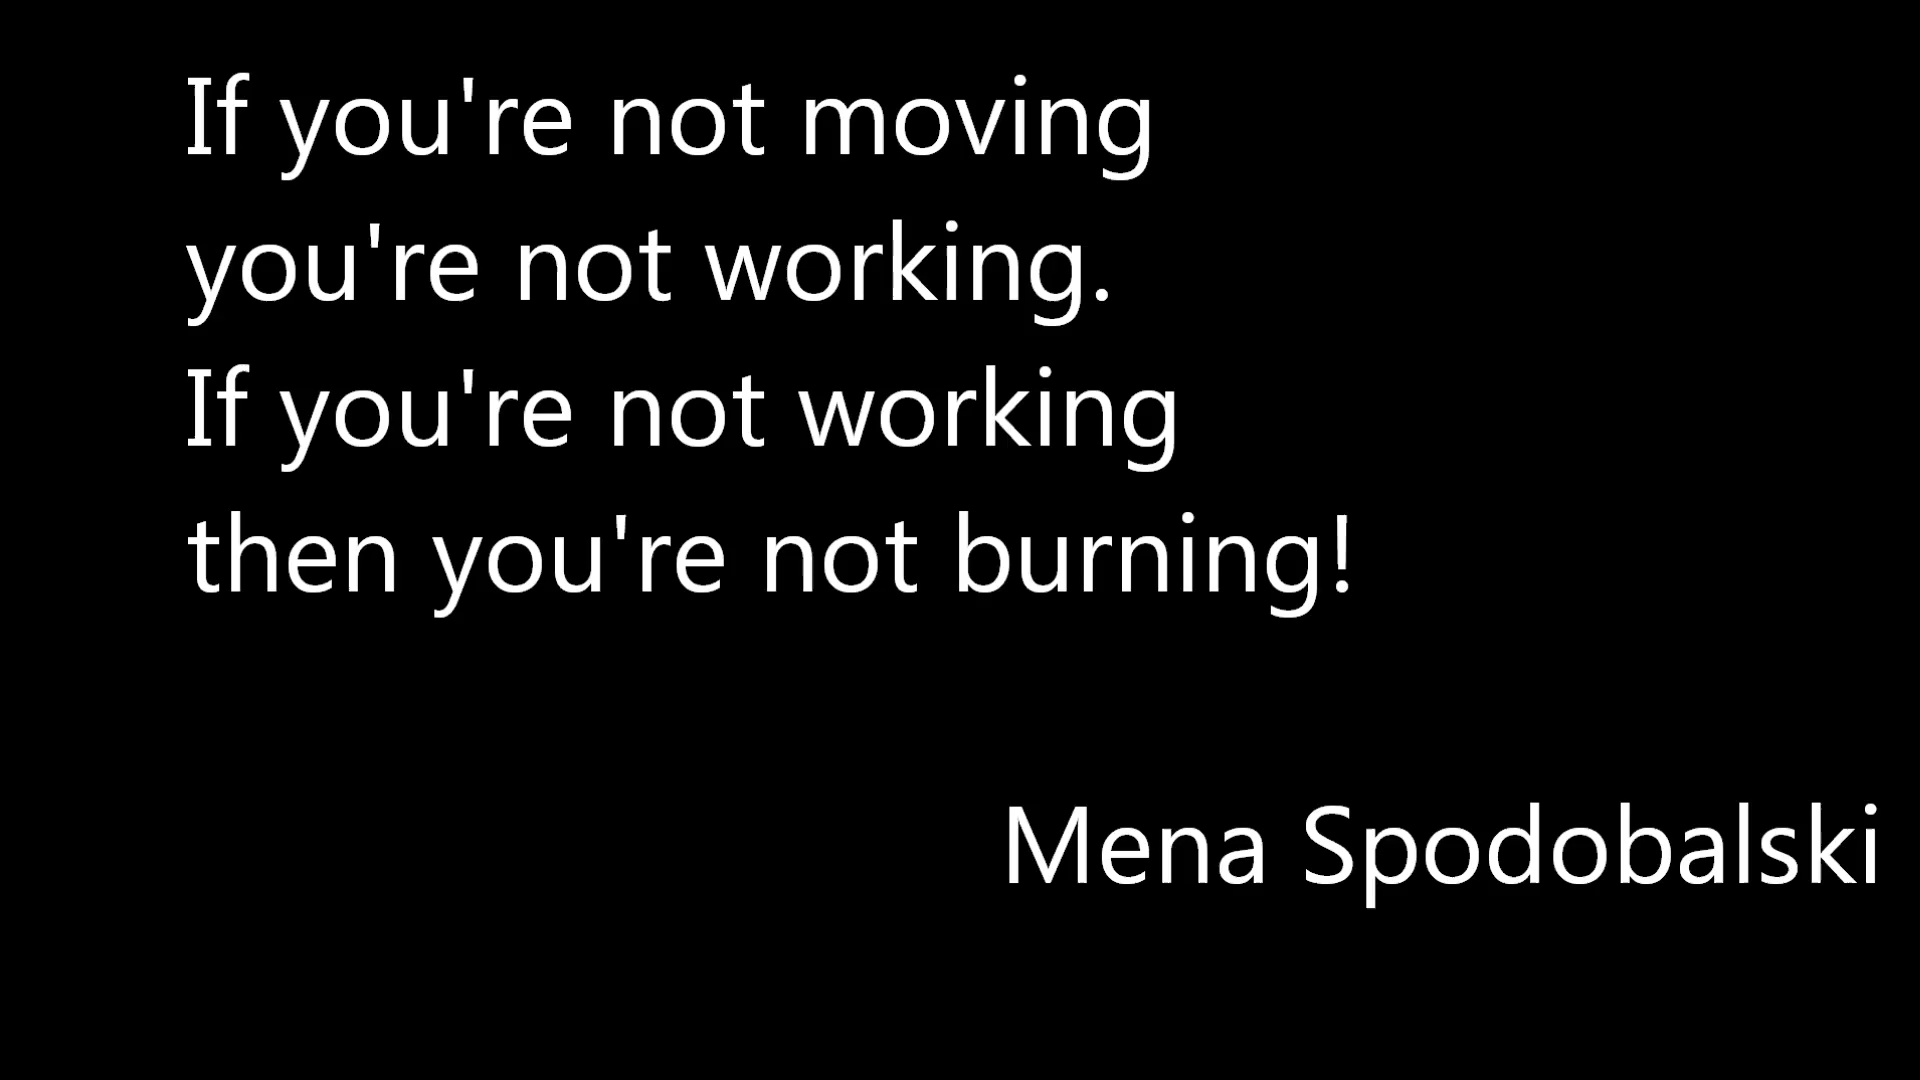 If you're not moving
you're not working.
If you're not working
then you're not burning!
Mena Spodobalski